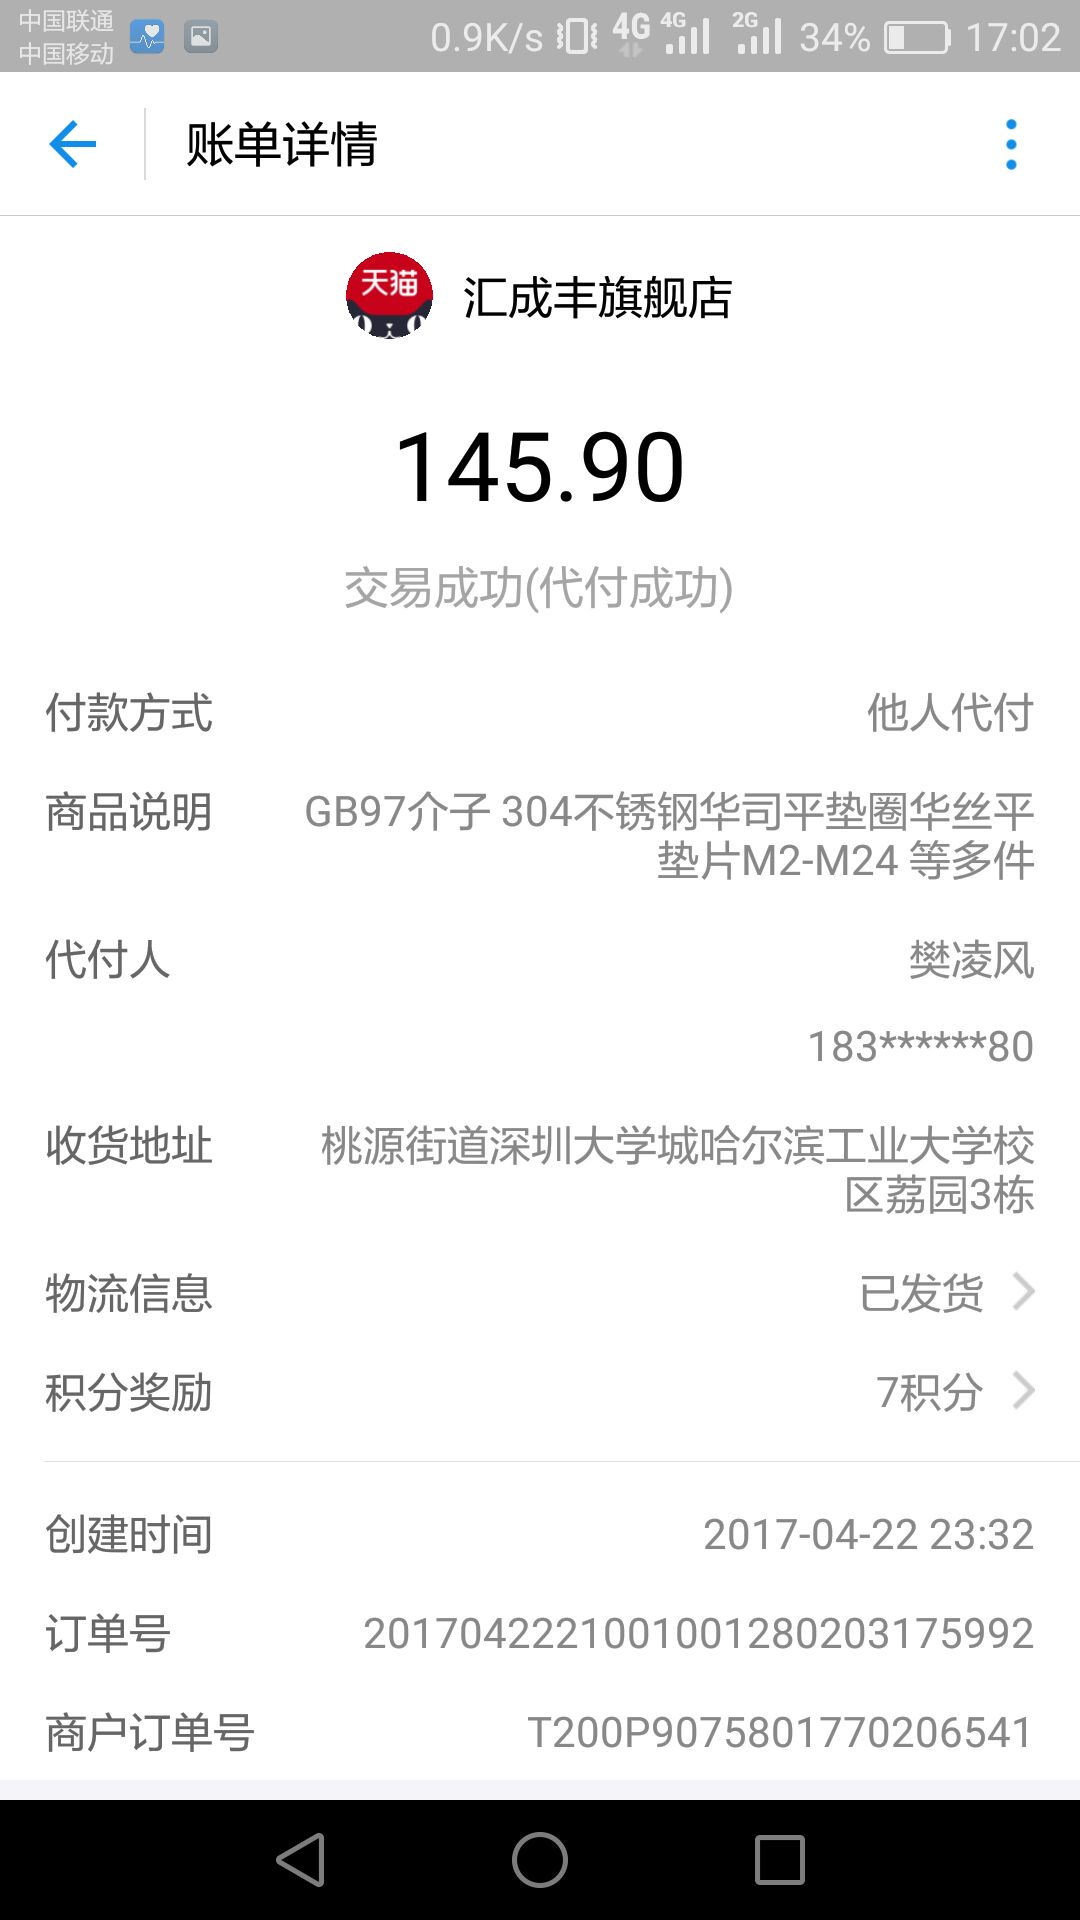 中国联通
中国移动
0.9K/s 4G 4G 2G 34% 17:02
账单详情
天猫 汇成丰旗舰店
145.90
交易成功(代付成功)
付款方式 他人代付
商品说明 GB97介子 304不锈钢华司平垫圈华丝平
垫片M2-M24 等多件
代付人 樊凌风
183******80
收货地址 桃源街道深圳大学城哈尔滨工业大学校
区荔园3栋
物流信息 已发货
积分奖励 7积分
创建时间 2017-04-22 23:32
订单号 2017042221001001280203175992
商户订单号 T200P9075801770206541